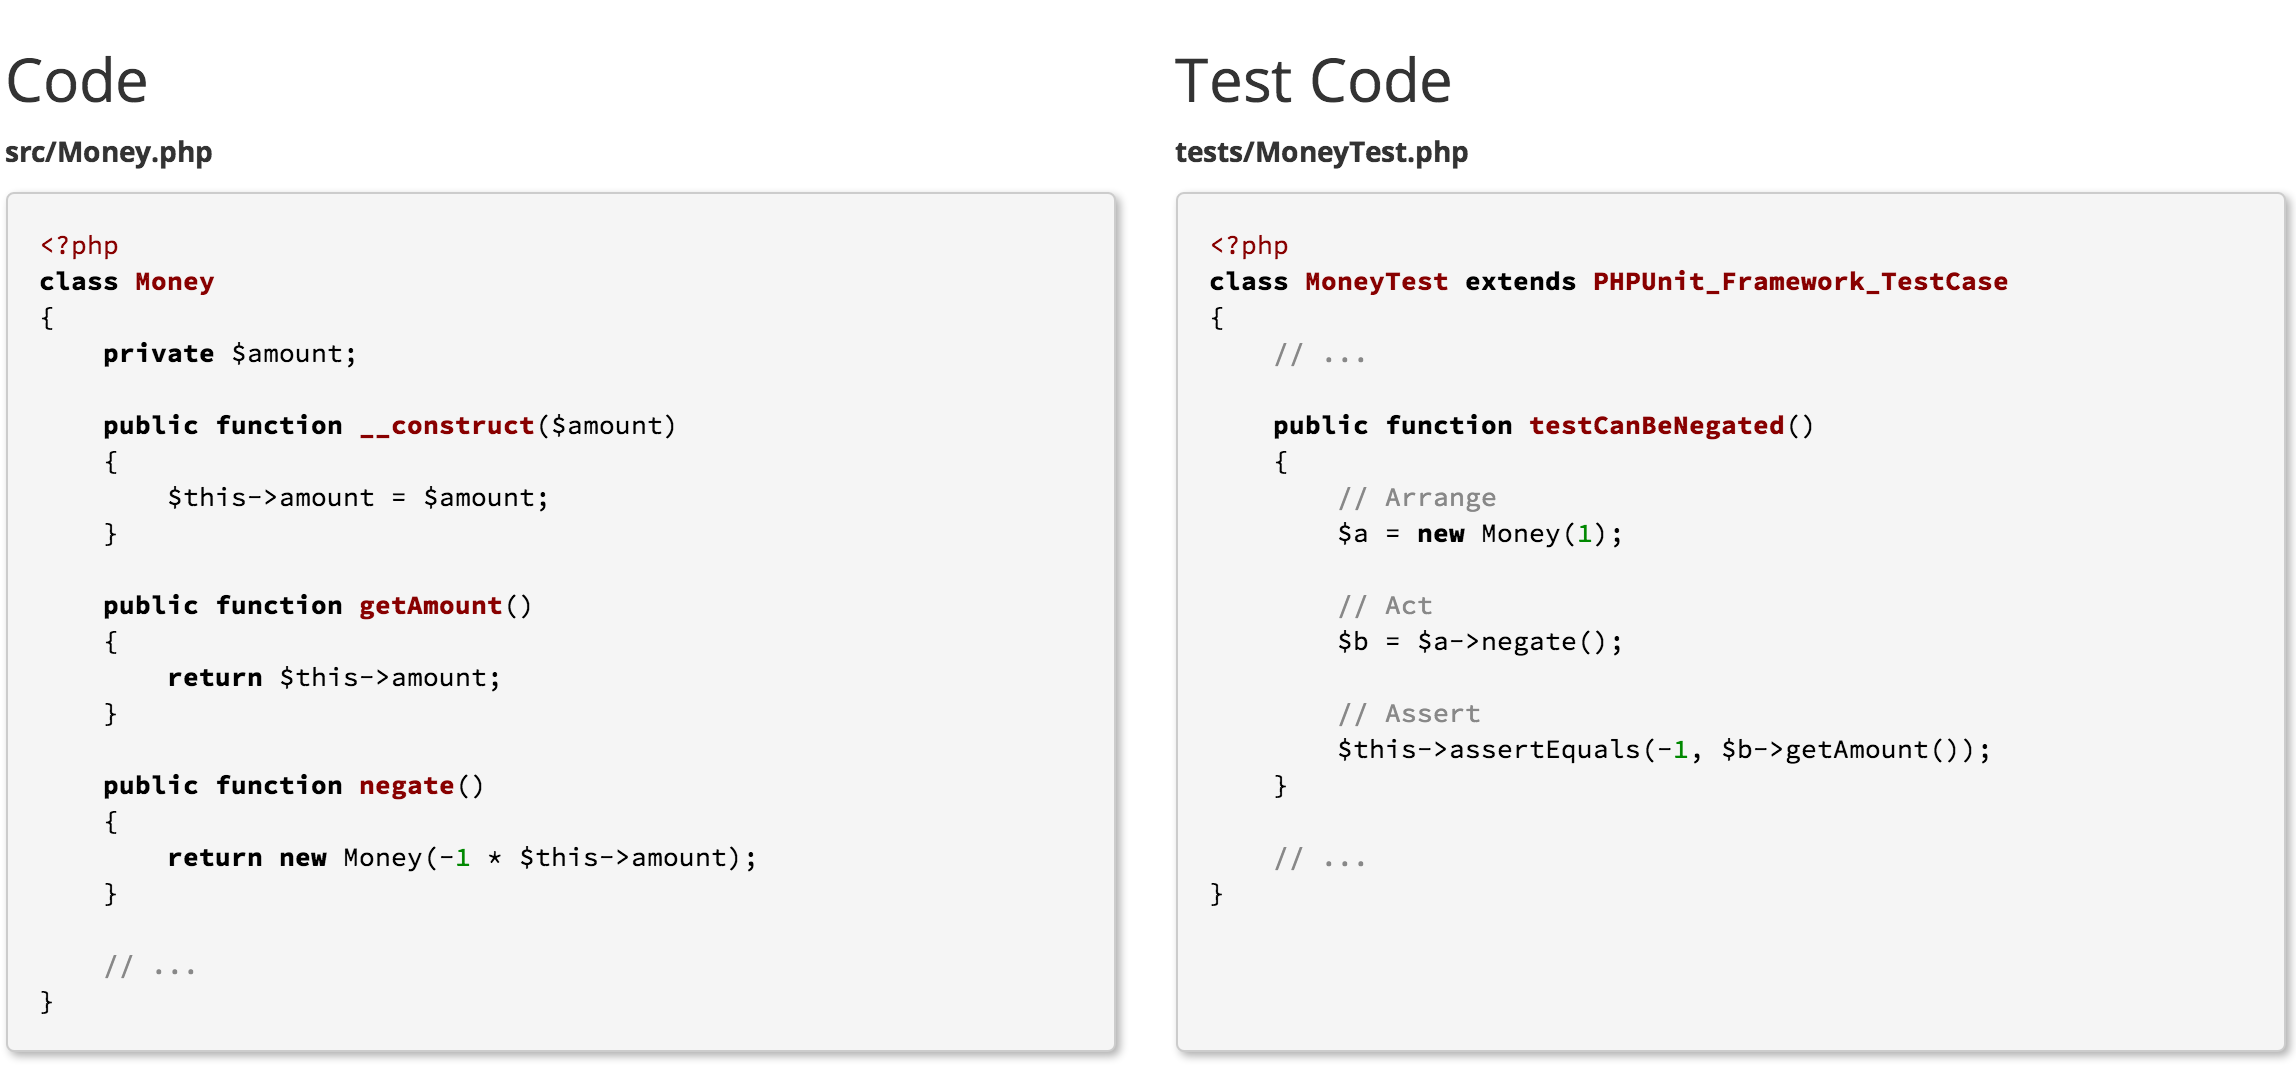 Code
src/Money.php
<?php
class Money
{
    private $amount;

    public function __construct($amount)
    {
        $this->amount = $amount;
    }

    public function getAmount()
    {
        return $this->amount;
    }

    public function negate()
    {
        return new Money(-1 * $this->amount);
    }

    // ...
}
Test Code
tests/MoneyTest.php
<?php
class MoneyTest extends PHPUnit_Framework_TestCase
{
    // ...

    public function testCanBeNegated()
    {
        // Arrange
        $a = new Money(1);

        // Act
        $b = $a->negate();

        // Assert
        $this->assertEquals(-1, $b->getAmount());
    }

    // ...
}